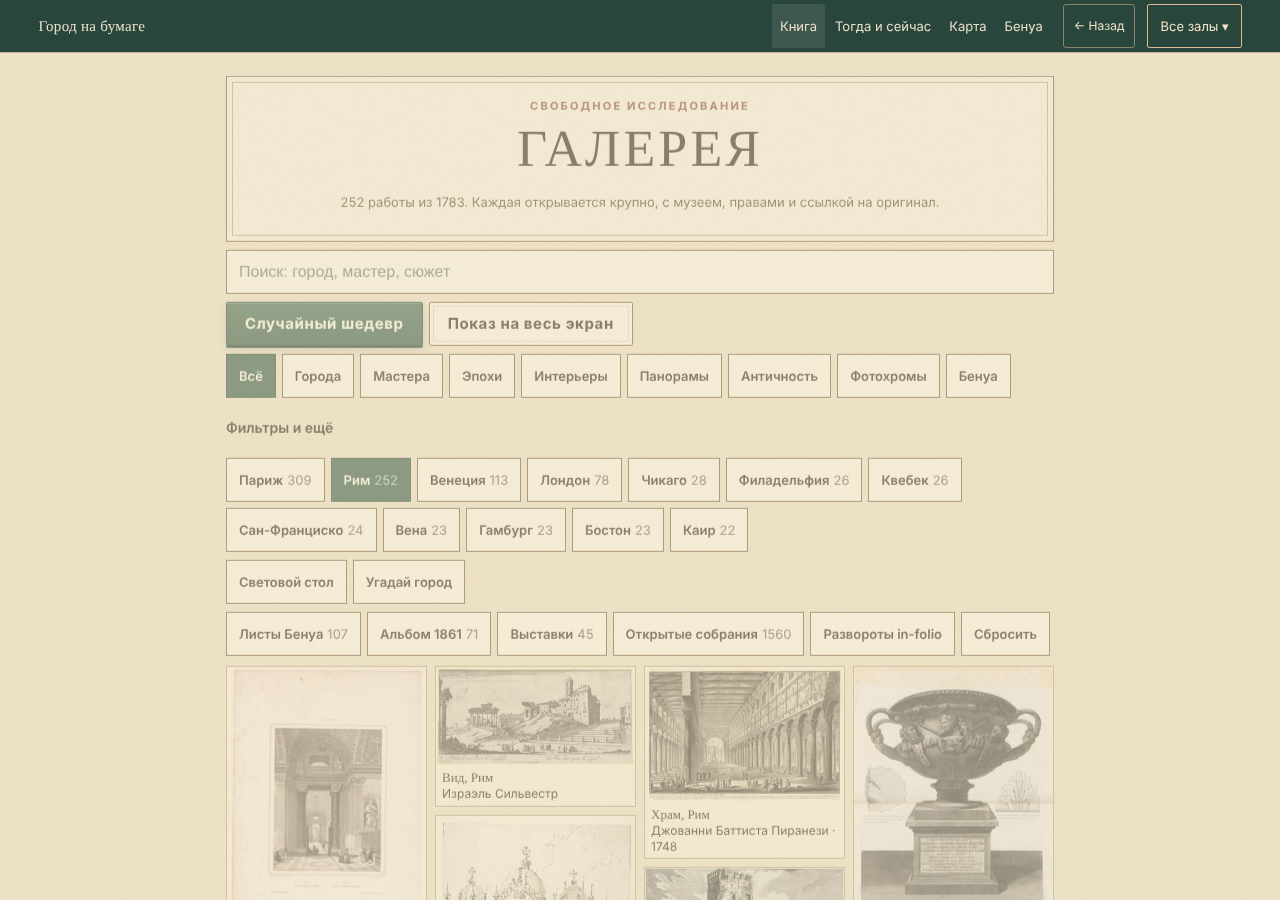 Город на бумаге
Книга
Тогда и сейчас
Карта
Бенуа
← Назад
Все залы ▾
СВОБОДНОЕ ИССЛЕДОВАНИЕ
ГАЛЕРЕЯ
252 работы из 1783. Каждая открывается крупно, с музеем, правами и ссылкой на оригинал.
Поиск: город, мастер, сюжет
Случайный шедевр
Показ на весь экран
Всё
Города
Мастера
Эпохи
Интерьеры
Панорамы
Античность
Фотохромы
Бенуа
Фильтры и ещё
Париж 309
Рим 252
Венеция 113
Лондон 78
Чикаго 28
Филадельфия 26
Квебек 26
Сан-Франциско 24
Вена 23
Гамбург 23
Бостон 23
Каир 22
Световой стол
Угадай город
Листы Бенуа 107
Альбом 1861 71
Выставки 45
Открытые собрания 1560
Развороты in-folio
Сбросить
Вид, Рим
Израэль Сильвестр
Храм, Рим
Джованни Баттиста Пиранези ·
1748